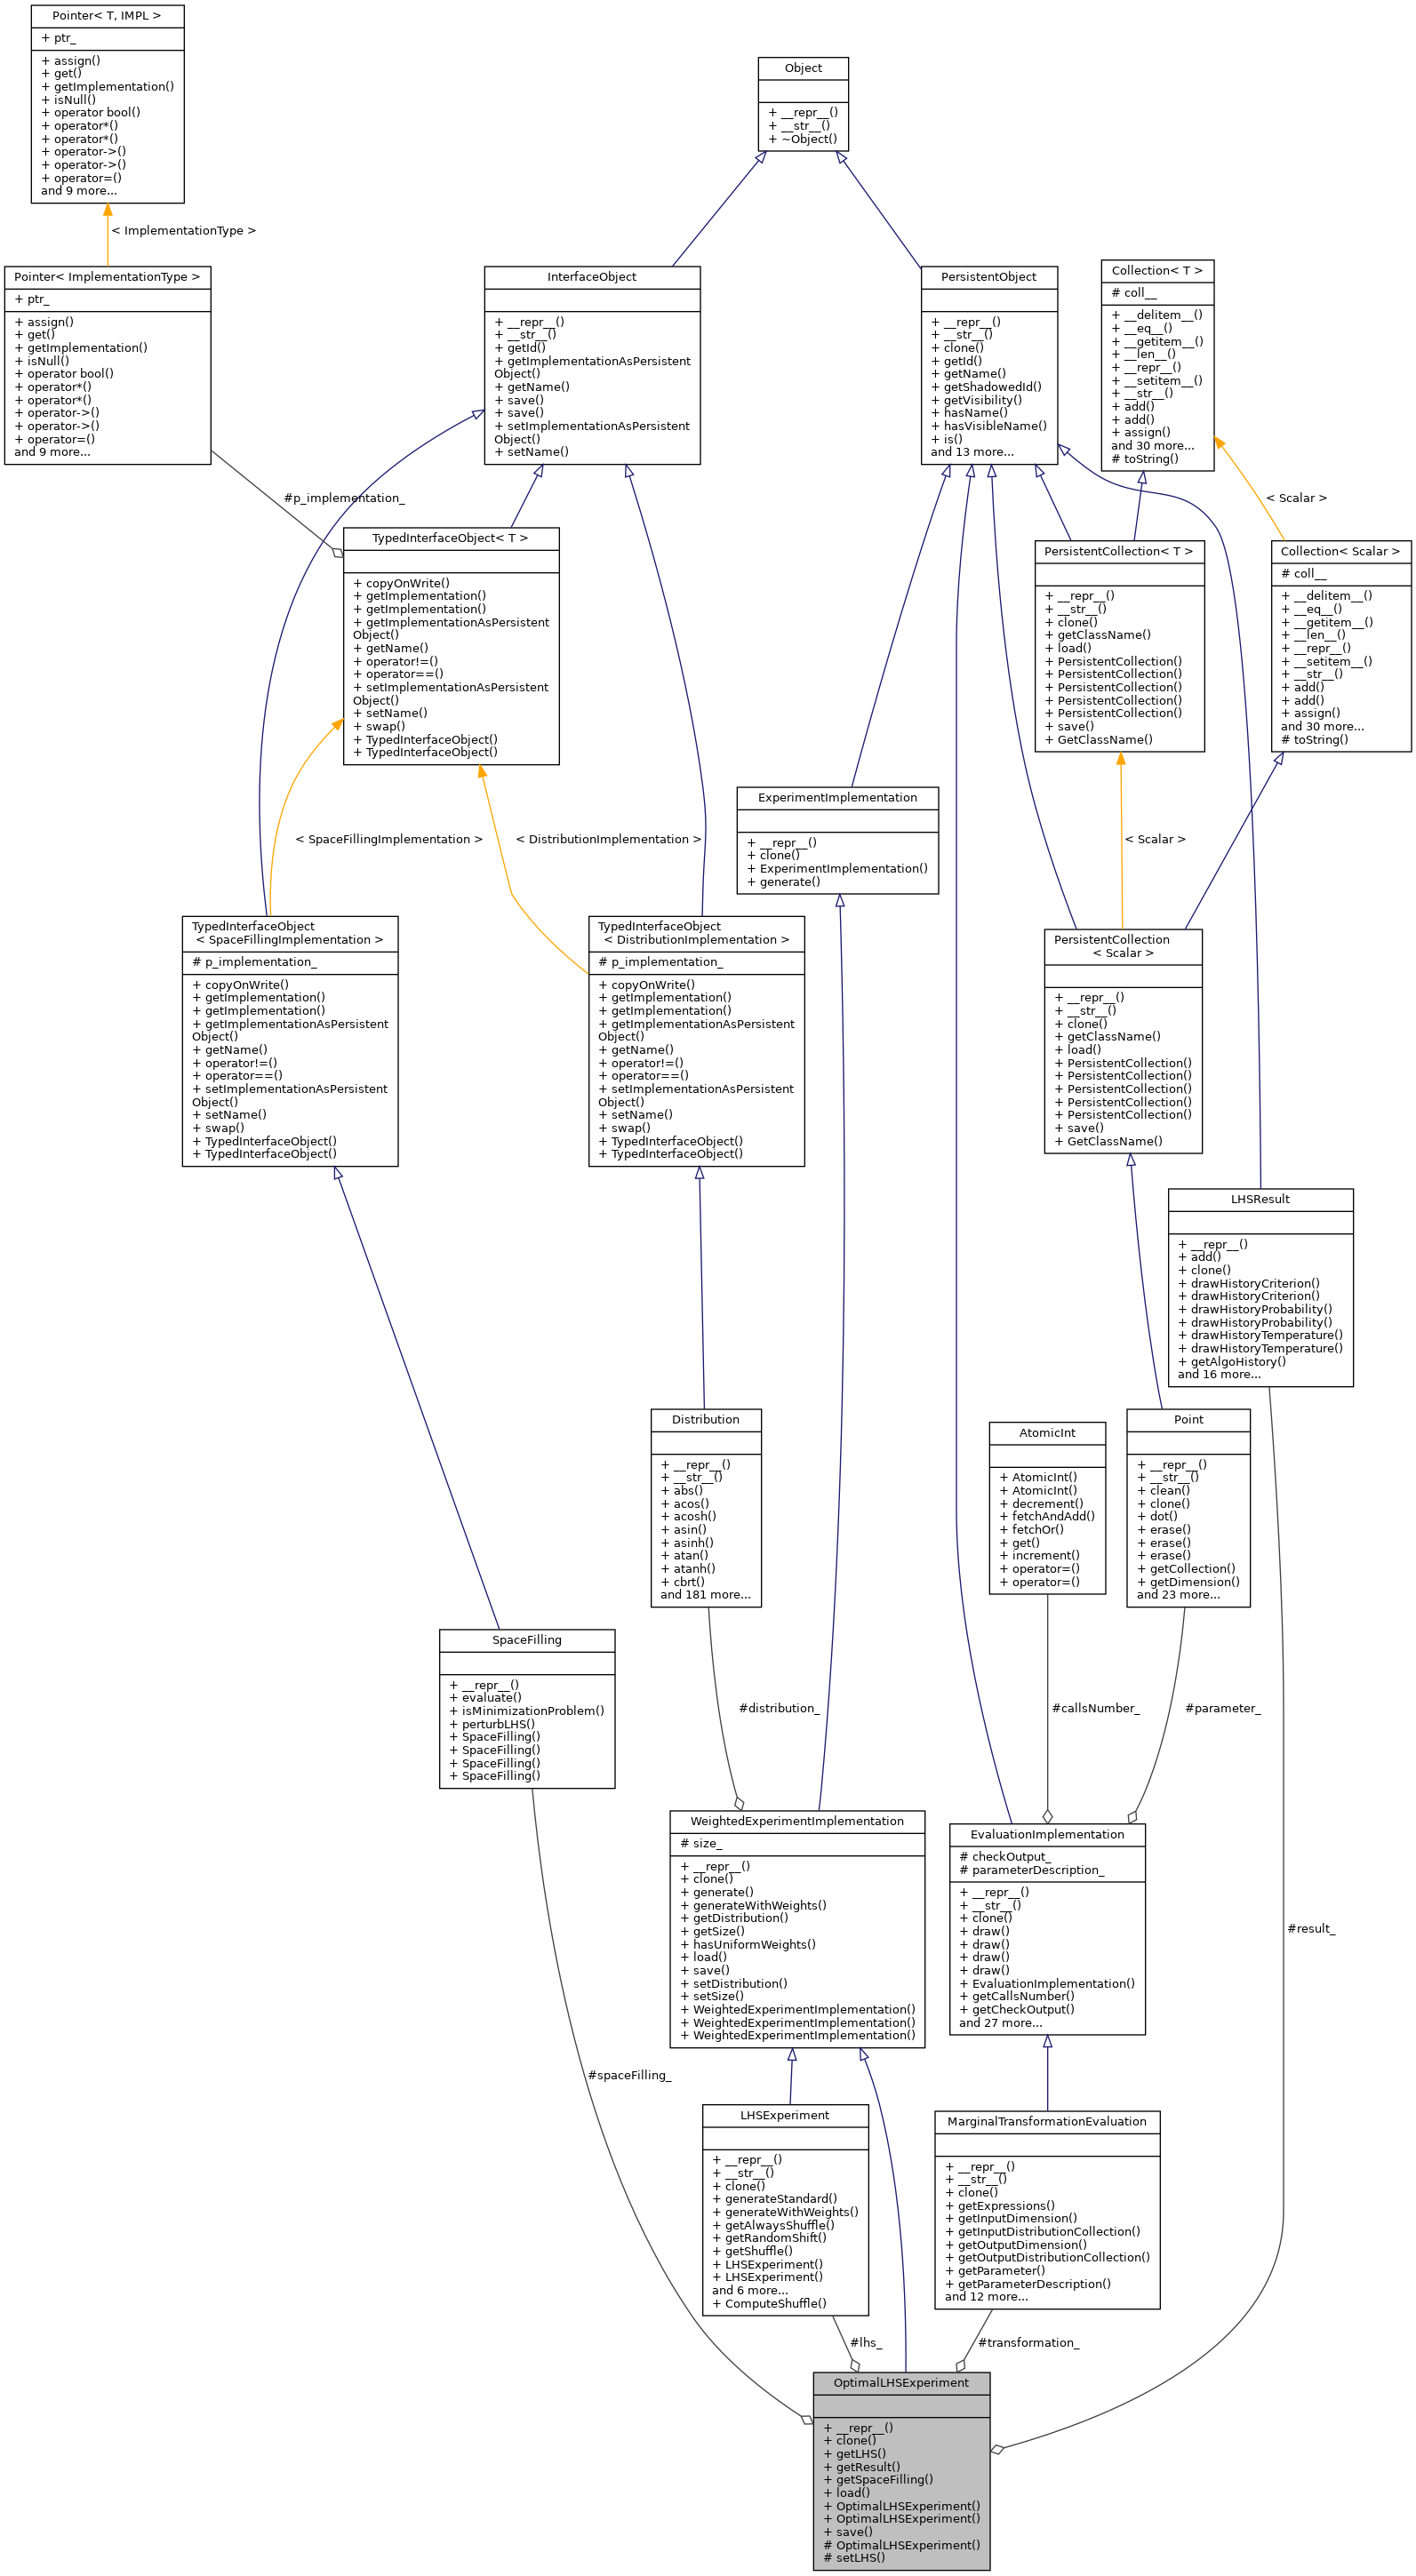 Pointer< T, IMPL >
+ ptr_
+ assign()
+ get()
+ getImplementation()
+ isNull()
+ operator bool()
+ operator*()
+ operator*()
+ operator->()
+ operator->()
+ operator=()
and 9 more...
Object
+ __repr__()
+ __str__()
+ ~Object()
< ImplementationType >
Pointer< ImplementationType >
+ ptr_
+ assign()
+ get()
+ getImplementation()
+ isNull()
+ operator bool()
+ operator*()
+ operator*()
+ operator->()
+ operator->()
+ operator=()
and 9 more...
InterfaceObject
+ __repr__()
+ __str__()
+ getId()
+ getImplementationAsPersistent
Object()
+ getName()
+ save()
+ save()
+ setImplementationAsPersistent
Object()
+ setName()
PersistentObject
+ __repr__()
+ __str__()
+ clone()
+ getId()
+ getName()
+ getShadowedId()
+ getVisibility()
+ hasName()
+ hasVisibleName()
+ is()
and 13 more...
Collection< T >
# coll__
+ __delitem__()
+ __eq__()
+ __getitem__()
+ __len__()
+ __repr__()
+ __setitem__()
+ __str__()
+ add()
+ add()
+ assign()
and 30 more...
# toString()
#p_implementation_
< Scalar >
TypedInterfaceObject< T >
+ copyOnWrite()
+ getImplementation()
+ getImplementation()
+ getImplementationAsPersistent
Object()
+ getName()
+ operator!=()
+ operator==()
+ setImplementationAsPersistent
Object()
+ setName()
+ swap()
+ TypedInterfaceObject()
+ TypedInterfaceObject()
PersistentCollection< T >
+ __repr__()
+ __str__()
+ clone()
+ getClassName()
+ load()
+ PersistentCollection()
+ PersistentCollection()
+ PersistentCollection()
+ PersistentCollection()
+ PersistentCollection()
+ save()
+ GetClassName()
Collection< Scalar >
# coll__
+ __delitem__()
+ __eq__()
+ __getitem__()
+ __len__()
+ __repr__()
+ __setitem__()
+ __str__()
+ add()
+ add()
+ assign()
and 30 more...
# toString()
ExperimentImplementation
+ __repr__()
+ clone()
+ ExperimentImplementation()
+ generate()
< SpaceFillingImplementation >
< DistributionImplementation >
< Scalar >
TypedInterfaceObject
< SpaceFillingImplementation >
# p_implementation_
+ copyOnWrite()
+ getImplementation()
+ getImplementation()
+ getImplementationAsPersistent
Object()
+ getName()
+ operator!=()
+ operator==()
+ setImplementationAsPersistent
Object()
+ setName()
+ swap()
+ TypedInterfaceObject()
+ TypedInterfaceObject()
TypedInterfaceObject
< DistributionImplementation >
# p_implementation_
+ copyOnWrite()
+ getImplementation()
+ getImplementation()
+ getImplementationAsPersistent
Object()
+ getName()
+ operator!=()
+ operator==()
+ setImplementationAsPersistent
Object()
+ setName()
+ swap()
+ TypedInterfaceObject()
+ TypedInterfaceObject()
PersistentCollection
< Scalar >
+ __repr__()
+ __str__()
+ clone()
+ getClassName()
+ load()
+ PersistentCollection()
+ PersistentCollection()
+ PersistentCollection()
+ PersistentCollection()
+ PersistentCollection()
+ save()
+ GetClassName()
LHSResult
+ __repr__()
+ add()
+ clone()
+ drawHistoryCriterion()
+ drawHistoryCriterion()
+ drawHistoryProbability()
+ drawHistoryProbability()
+ drawHistoryTemperature()
+ drawHistoryTemperature()
+ getAlgoHistory()
and 16 more...
Distribution
+ __repr__()
+ __str__()
+ abs()
+ acos()
+ acosh()
+ asin()
+ asinh()
+ atan()
+ atanh()
+ cbrt()
and 181 more...
AtomicInt
+ AtomicInt()
+ AtomicInt()
+ decrement()
+ fetchAndAdd()
+ fetchOr()
+ get()
+ increment()
+ operator=()
+ operator=()
Point
+ __repr__()
+ __str__()
+ clean()
+ clone()
+ dot()
+ erase()
+ erase()
+ erase()
+ getCollection()
+ getDimension()
and 23 more...
SpaceFilling
+ __repr__()
+ evaluate()
+ isMinimizationProblem()
+ perturbLHS()
+ SpaceFilling()
+ SpaceFilling()
+ SpaceFilling()
+ SpaceFilling()
#distribution_
#callsNumber_
#parameter_
WeightedExperimentImplementation
# size_
+ __repr__()
+ clone()
+ generate()
+ generateWithWeights()
+ getDistribution()
+ getSize()
+ hasUniformWeights()
+ load()
+ save()
+ setDistribution()
+ setSize()
+ WeightedExperimentImplementation()
+ WeightedExperimentImplementation()
+ WeightedExperimentImplementation()
EvaluationImplementation
# checkOutput_
# parameterDescription_
+ __repr__()
+ __str__()
+ clone()
+ draw()
+ draw()
+ draw()
+ draw()
+ EvaluationImplementation()
+ getCallsNumber()
+ getCheckOutput()
and 27 more...
#result_
#spaceFilling_
LHSExperiment
+ __repr__()
+ __str__()
+ clone()
+ generateStandard()
+ generateWithWeights()
+ getAlwaysShuffle()
+ getRandomShift()
+ getShuffle()
+ LHSExperiment()
+ LHSExperiment()
and 6 more...
+ ComputeShuffle()
MarginalTransformationEvaluation
+ __repr__()
+ __str__()
+ clone()
+ getExpressions()
+ getInputDimension()
+ getInputDistributionCollection()
+ getOutputDimension()
+ getOutputDistributionCollection()
+ getParameter()
+ getParameterDescription()
and 12 more...
#lhs_
#transformation_
OptimalLHSExperiment
+ __repr__()
+ clone()
+ getLHS()
+ getResult()
+ getSpaceFilling()
+ load()
+ OptimalLHSExperiment()
+ OptimalLHSExperiment()
+ save()
# OptimalLHSExperiment()
# setLHS()